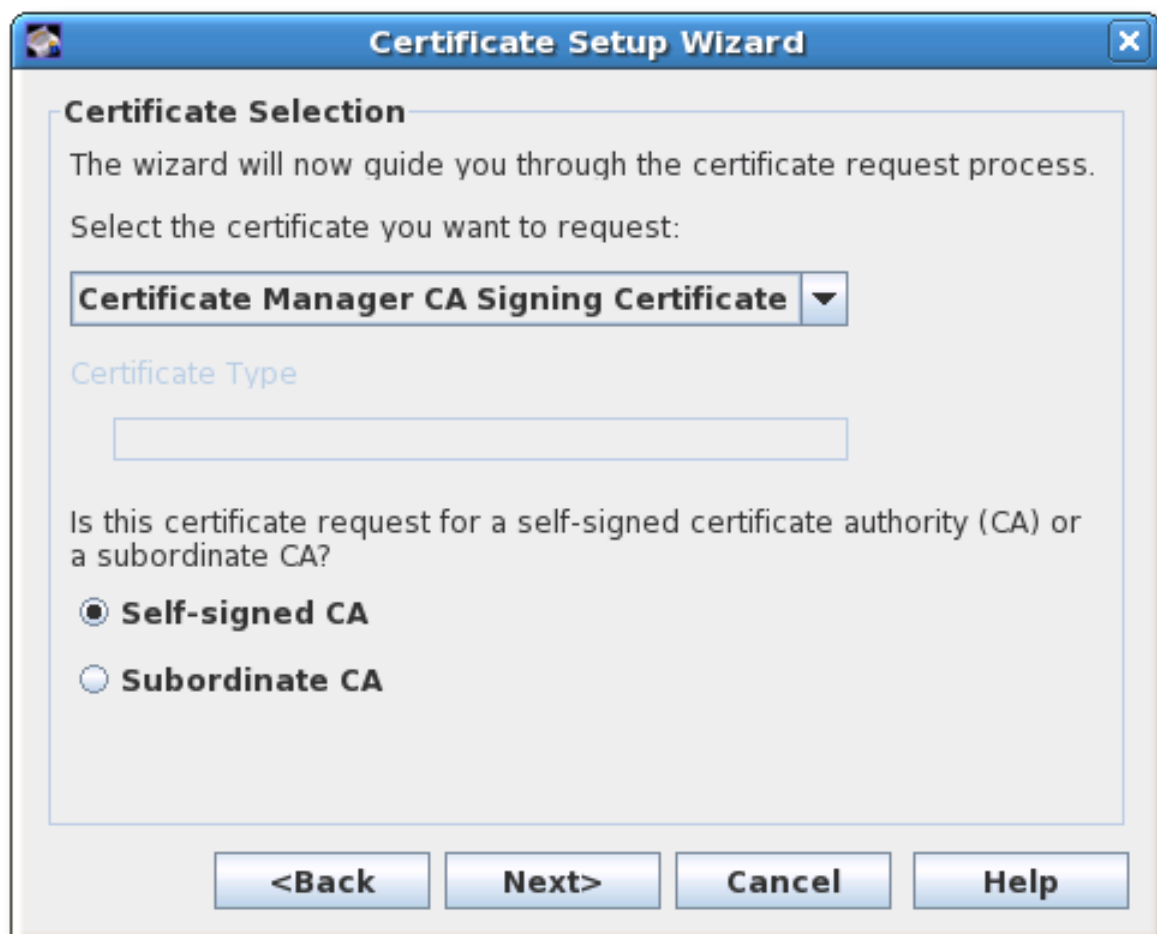 Certificate Setup Wizard
Certificate Selection
The wizard will now guide you through the certificate request process.
Select the certificate you want to request:
Certificate Manager CA Signing Certificate
Certificate Type
Is this certificate request for a self-signed certificate authority (CA) or
a subordinate CA?
Self-signed CA
Subordinate CA
<Back Next> Cancel Help